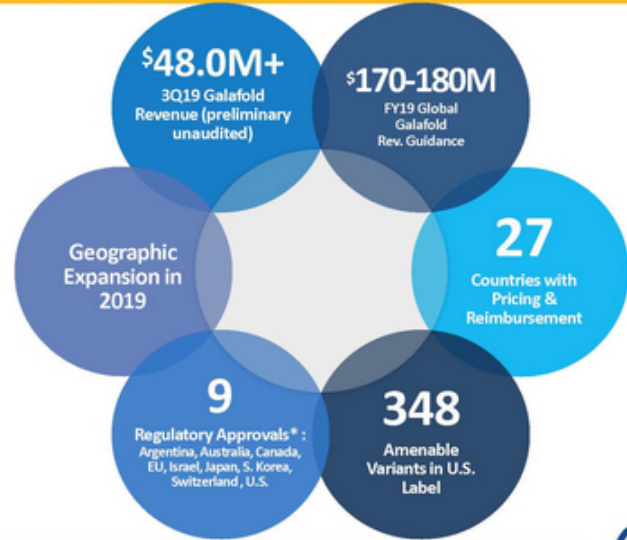 $48.0M+
3Q19 Galafold
Revenue (preliminary
unaudited)
$170-180M
FY19 Global
Galafold
Rev. Guidance
27
Countries with
Pricing &
Reimbursement
348
Amenable
Variants in U.S.
Label
9
Regulatory Approvals* :
Argentina, Australia, Canada,
EU, Israel, Japan, S. Korea,
Switzerland , U.S.
Geographic
Expansion in
2019